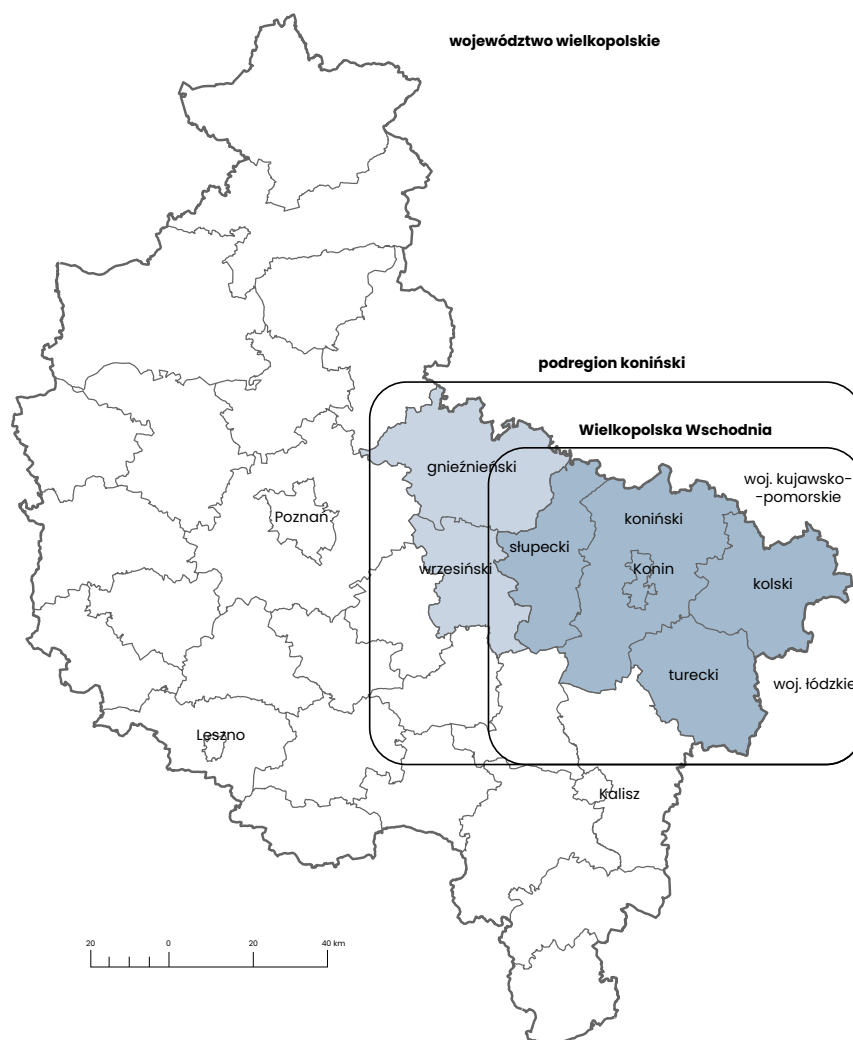 województwo wielkopolskie
podregion koniński
Wielkopolska Wschodnia
gnieźnieński
woj. kujawsko-
-pomorskie
Poznań
koniński
słupecki
wrzesiński
Konin
kolski
turecki
woj. łódzkie
Leszno
Kalisz
20 0 20 40 km